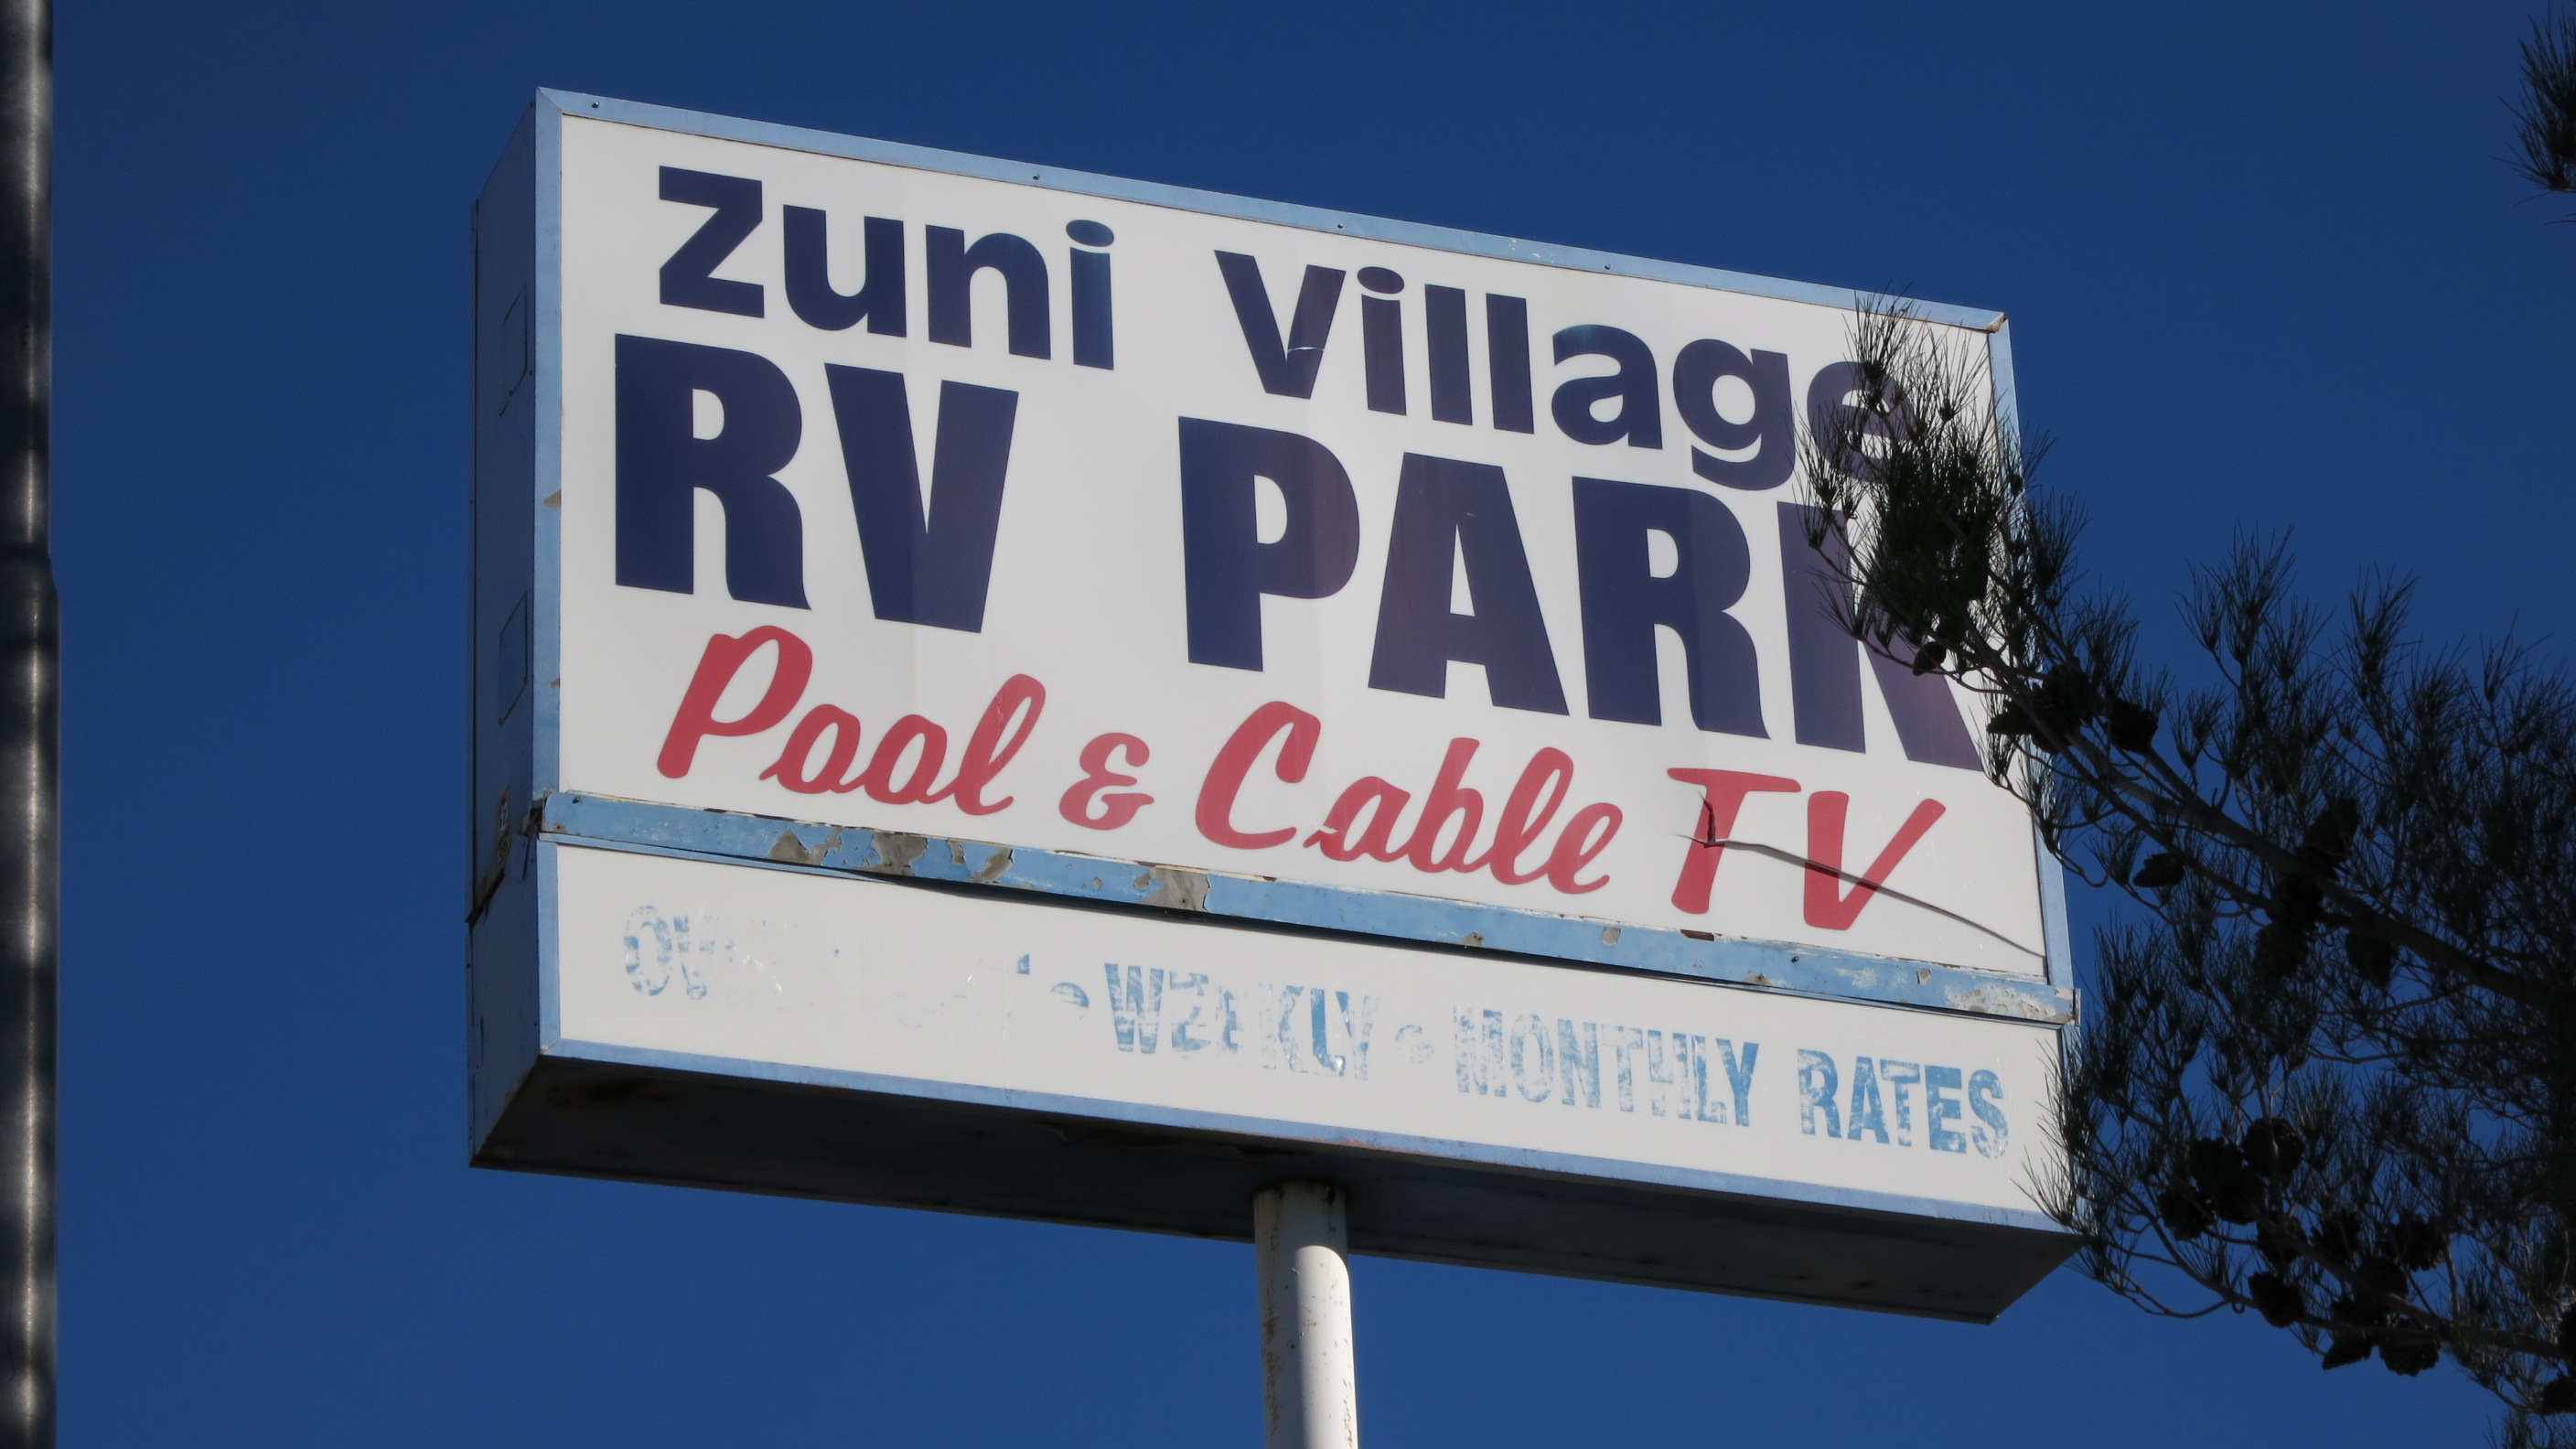 Zuni Village
RV PARK
Pool & Cable TV
WEEKLY • MONTHLY RATES